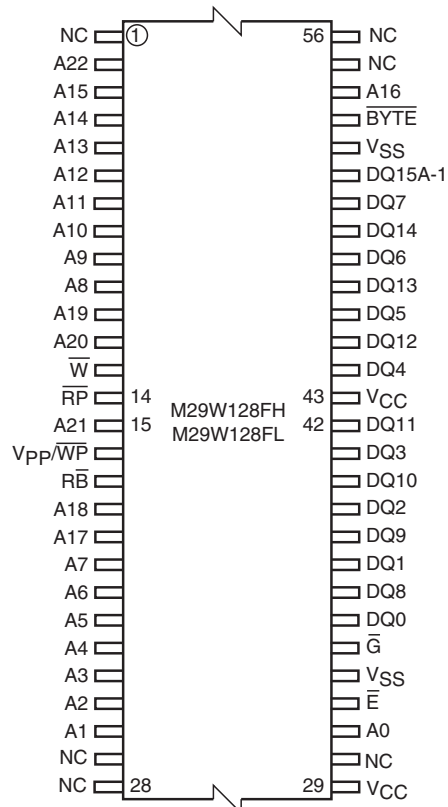 NC ① 56 NC
A22 NC
A15 A16
A14 B̅Y̅T̅E̅
A13 VSS
A12 DQ15A-1
A11 DQ7
A10 DQ14
A9 DQ6
A8 DQ13
A19 DQ5
A20 DQ12
W̅ DQ4
R̅P̅ 14 43 VCC
A21 15 M29W128FH 42 DQ11
VPP/W̅P̅ M29W128FL DQ3
RB̅ DQ10
A18 DQ2
A17 DQ9
A7 DQ1
A6 DQ8
A5 DQ0
A4 G̅
A3 VSS
A2 E̅
A1 A0
NC NC
NC 28 29 VCC